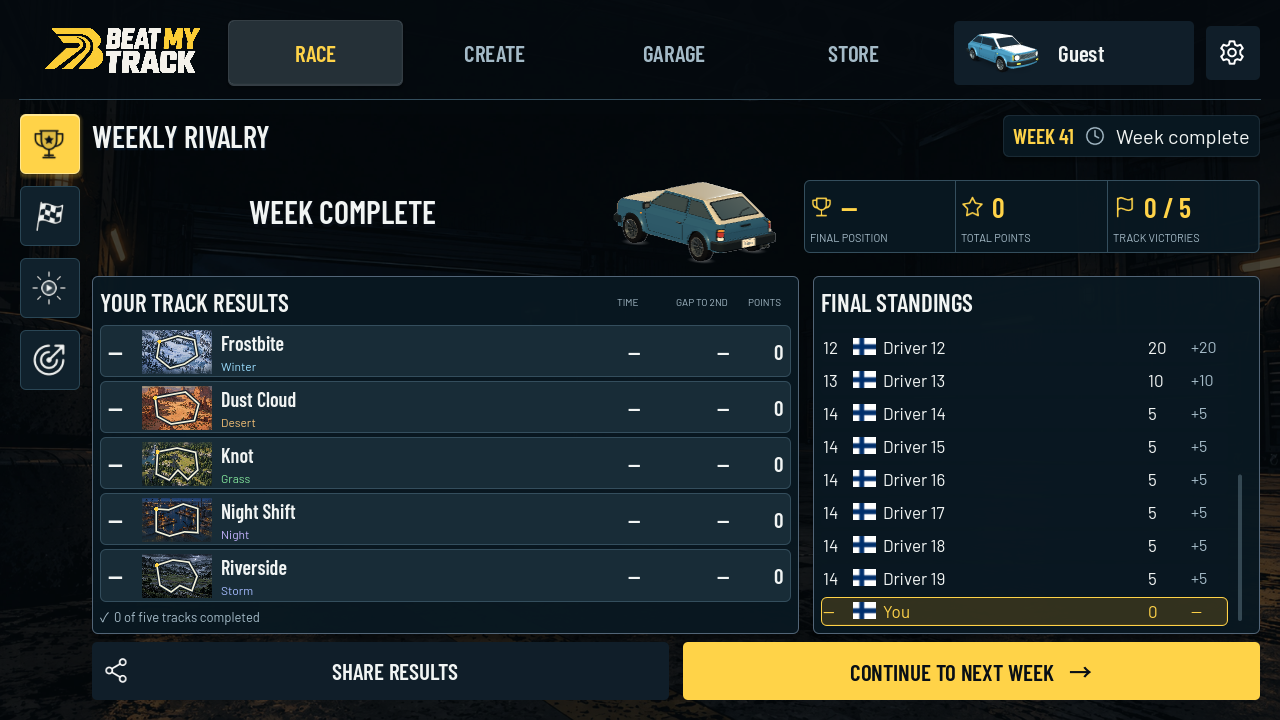 BEAT MY TRACK
RACE
CREATE
GARAGE
STORE
Guest
WEEKLY RIVALRY
WEEK 41 Week complete
WEEK COMPLETE
– 0 0 / 5
FINAL POSITION TOTAL POINTS TRACK VICTORIES
YOUR TRACK RESULTS TIME GAP TO 2ND POINTS
– Frostbite – – 0
Winter
– Dust Cloud – – 0
Desert
– Knot – – 0
Grass
– Night Shift – – 0
Night
– Riverside – – 0
Storm
✓ 0 of five tracks completed
FINAL STANDINGS
12 Driver 12 20 +20
13 Driver 13 10 +10
14 Driver 14 5 +5
14 Driver 15 5 +5
14 Driver 16 5 +5
14 Driver 17 5 +5
14 Driver 18 5 +5
14 Driver 19 5 +5
– You 0 –
SHARE RESULTS
CONTINUE TO NEXT WEEK →